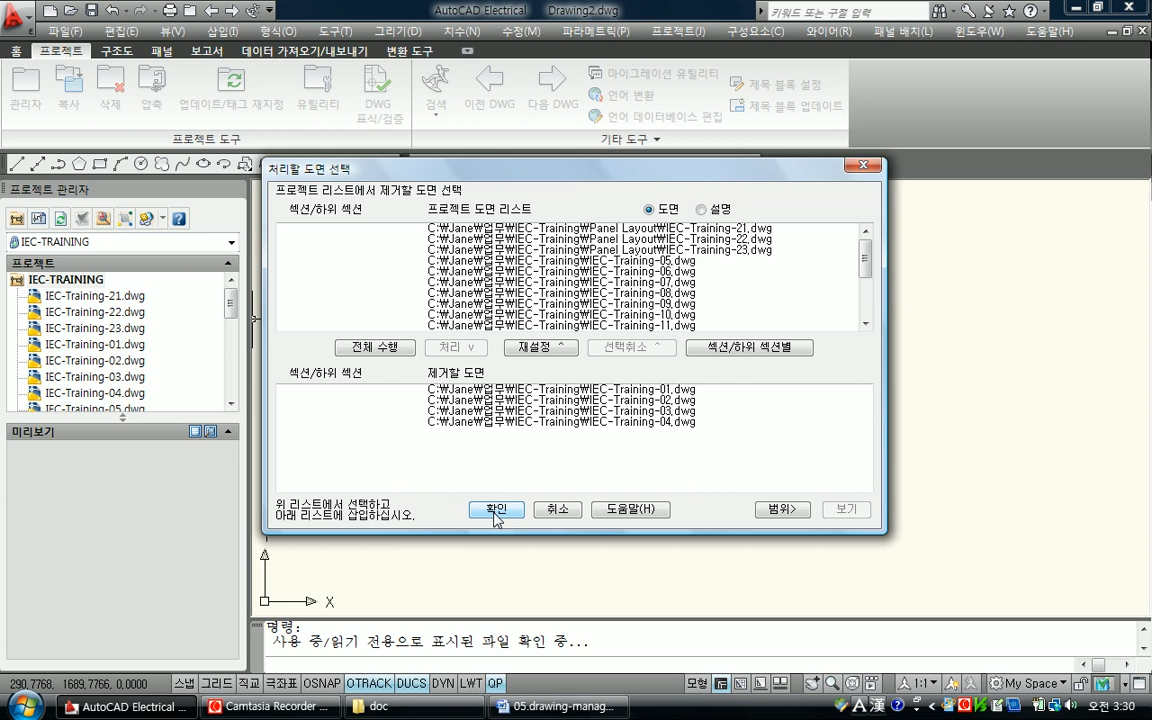 AutoCAD Electrical Drawing2.dwg
키워드 또는 구절 입력
파일(F) 편집(E) 뷰(V) 삽입(I) 형식(O) 도구(T) 그리기(D) 치수(N) 수정(M) 파라메트릭(P) 프로젝트(J) 구성요소(C) 와이어(R) 패널 배치(L) 윈도우(W) 도움말(H)
홈 프로젝트 구조도 패널 보고서 데이터 가져오기/내보내기 변환 도구
관리자 복사 삭제 압축 업데이트/태그 재지정 유틸리티 DWG 표식/검증 검색 이전 DWG 다음 DWG
마이그레이션 유틸리티
언어 변환
언어 데이터베이스 편집
제목 블록 설정
제목 블록 업데이트
프로젝트 도구 기타 도구
프로젝트 관리자
IEC-TRAINING
프로젝트
IEC-TRAINING
IEC-Training-21.dwg
IEC-Training-22.dwg
IEC-Training-23.dwg
IEC-Training-01.dwg
IEC-Training-02.dwg
IEC-Training-03.dwg
IEC-Training-04.dwg
IEC-Training-05.dwg
미리보기
처리할 도면 선택
프로젝트 리스트에서 제거할 도면 선택
섹션/하위 섹션 프로젝트 도면 리스트 도면 설명
C:₩Jane₩업무₩IEC-Training₩Panel Layout₩IEC-Training-21.dwg
C:₩Jane₩업무₩IEC-Training₩Panel Layout₩IEC-Training-22.dwg
C:₩Jane₩업무₩IEC-Training₩Panel Layout₩IEC-Training-23.dwg
C:₩Jane₩업무₩IEC-Training₩IEC-Training-05.dwg
C:₩Jane₩업무₩IEC-Training₩IEC-Training-06.dwg
C:₩Jane₩업무₩IEC-Training₩IEC-Training-07.dwg
C:₩Jane₩업무₩IEC-Training₩IEC-Training-08.dwg
C:₩Jane₩업무₩IEC-Training₩IEC-Training-09.dwg
C:₩Jane₩업무₩IEC-Training₩IEC-Training-10.dwg
C:₩Jane₩업무₩IEC-Training₩IEC-Training-11.dwg
전체 수행 처리 v 재설정 ^ 선택취소 ^ 섹션/하위 섹션별
섹션/하위 섹션 제거할 도면
C:₩Jane₩업무₩IEC-Training₩IEC-Training-01.dwg
C:₩Jane₩업무₩IEC-Training₩IEC-Training-02.dwg
C:₩Jane₩업무₩IEC-Training₩IEC-Training-03.dwg
C:₩Jane₩업무₩IEC-Training₩IEC-Training-04.dwg
위 리스트에서 선택하고
아래 리스트에 삽입하십시오.
확인 취소 도움말(H) 범위> 보기
X
명령:
사용 중/읽기 전용으로 표시된 파일 확인 중...
290.7768, 1689.7766, 0.0000 스냅 그리드 직교 극좌표 OSNAP OTRACK DUCS DYN LWT QP 모형 1:1 My Space
AutoCAD Electrical ... Camtasia Recorder ... doc 05.drawing-manag... A 漢 오전 3:30